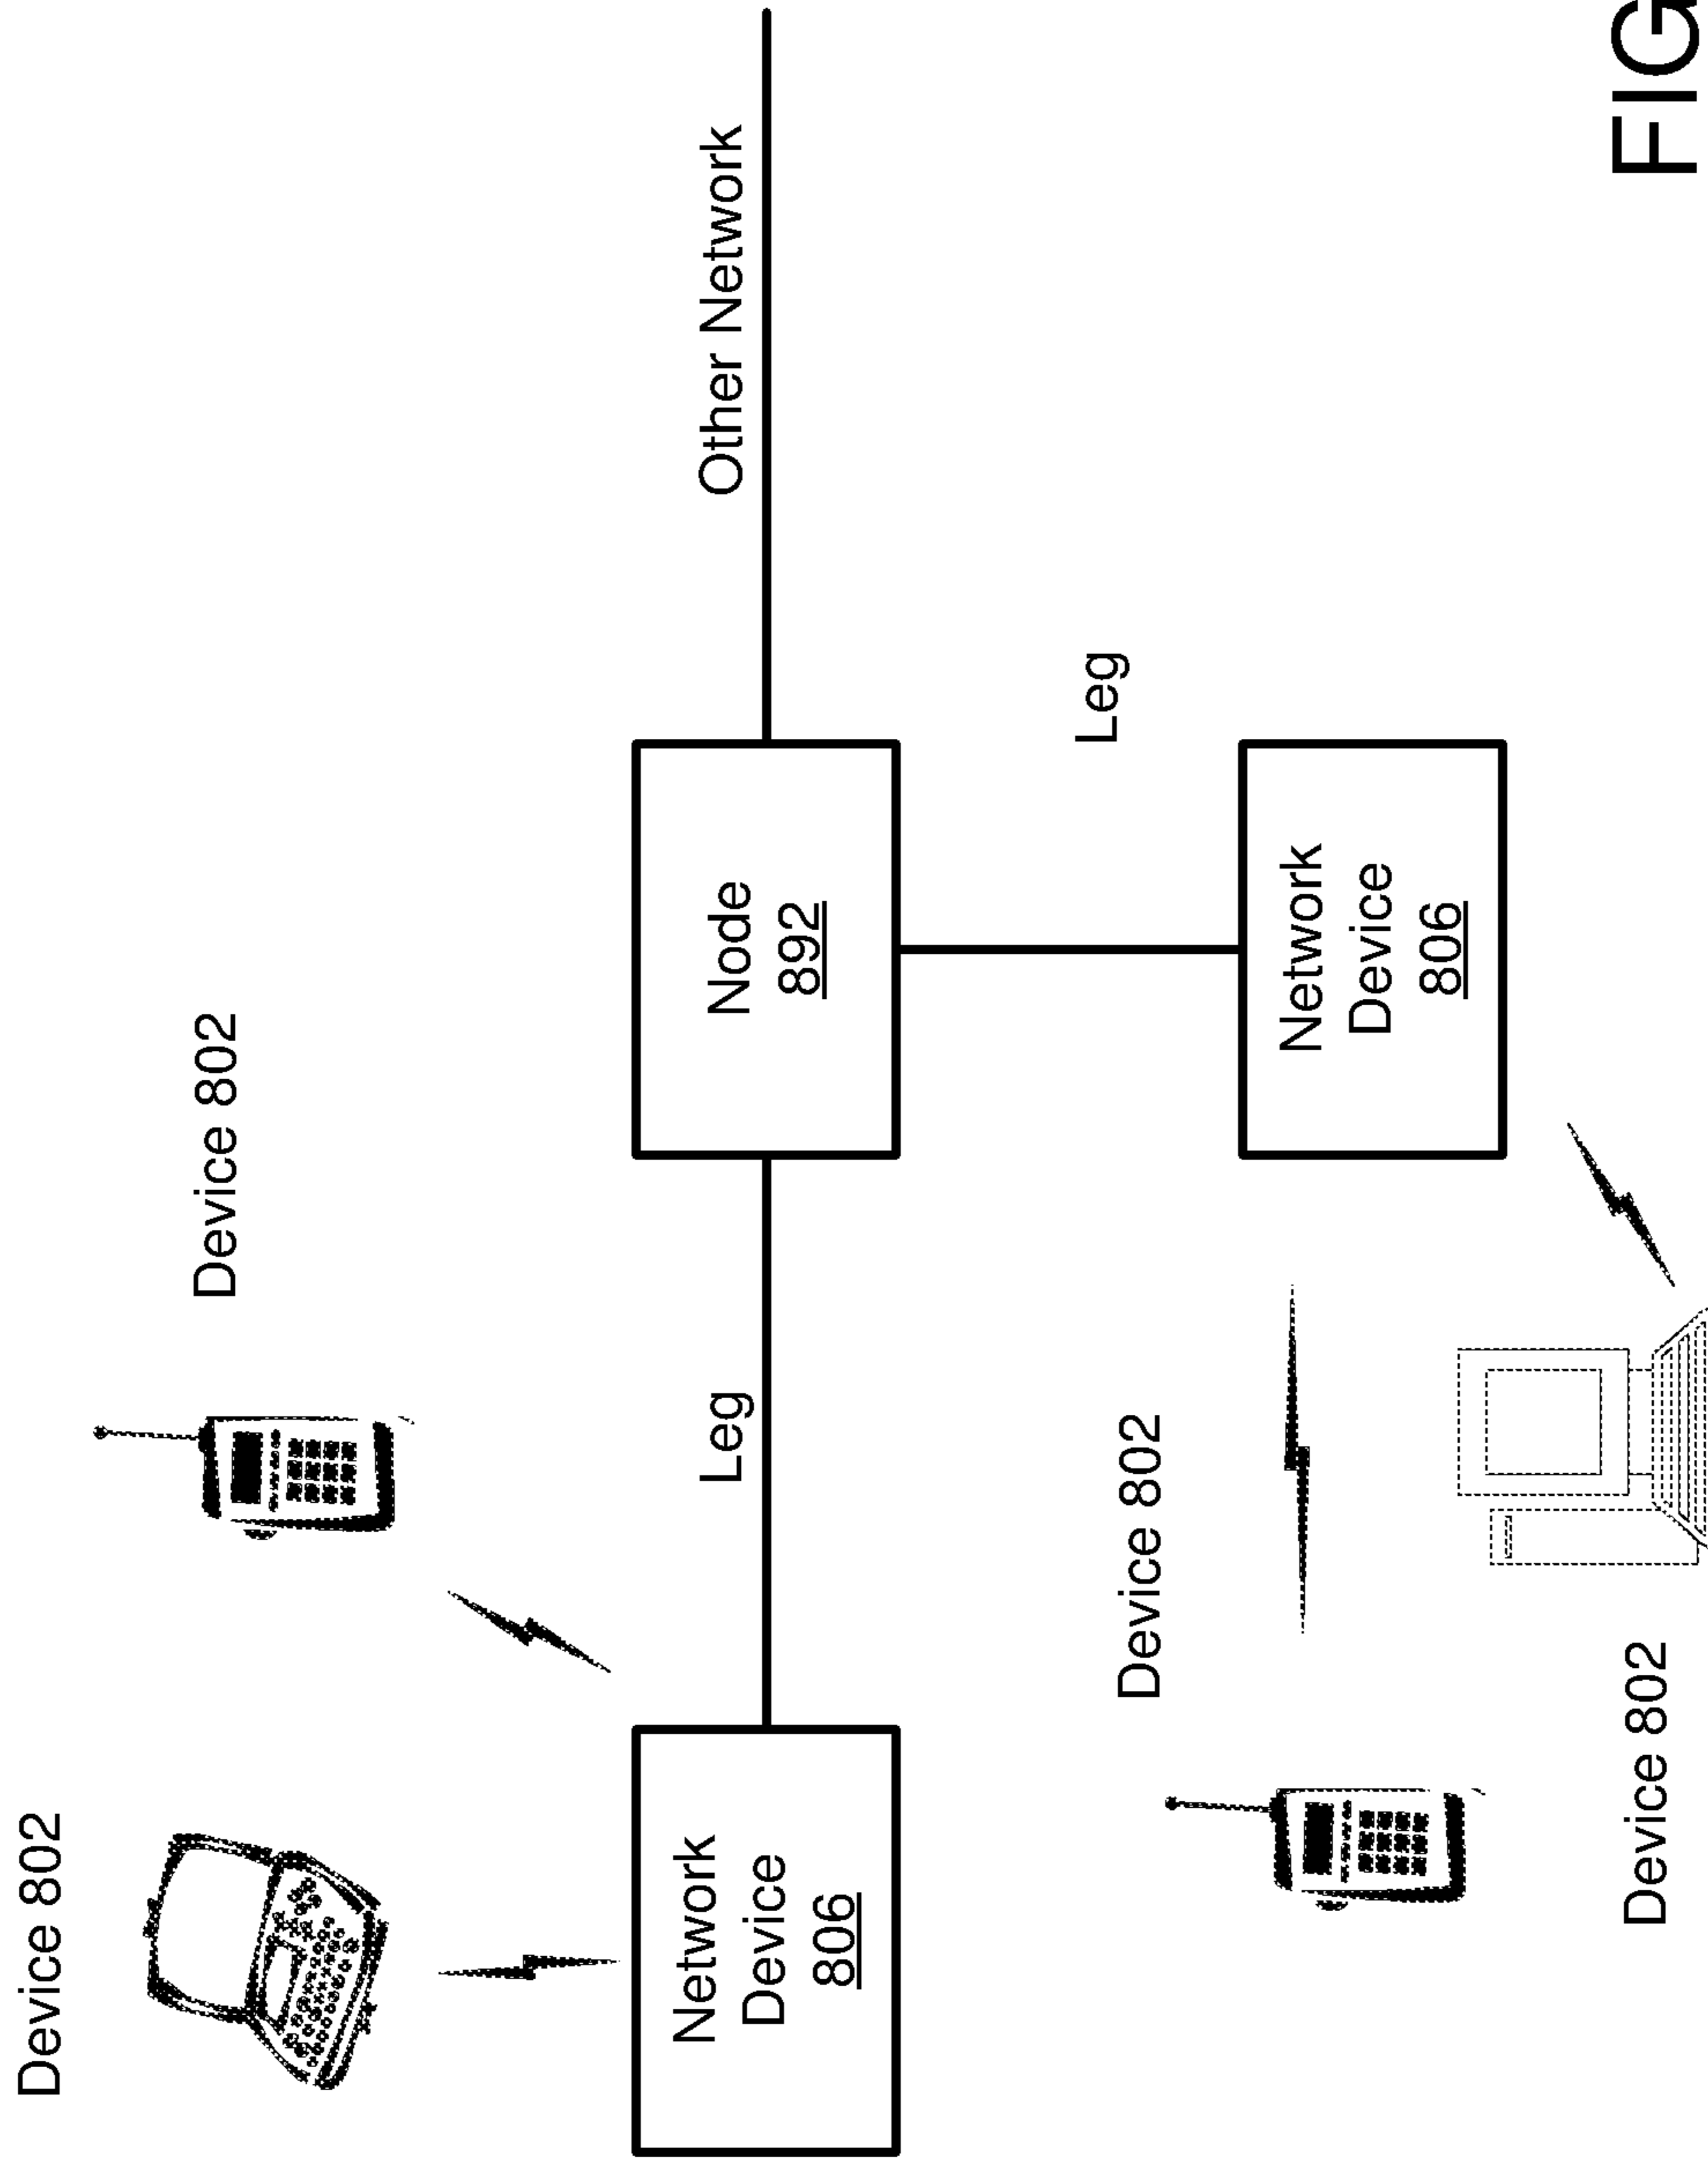 Device 802
Device 802
Network
Device
806
Leg
Node
892
Other Network
Leg
Device 802
Network
Device
806
Device 802
FIG